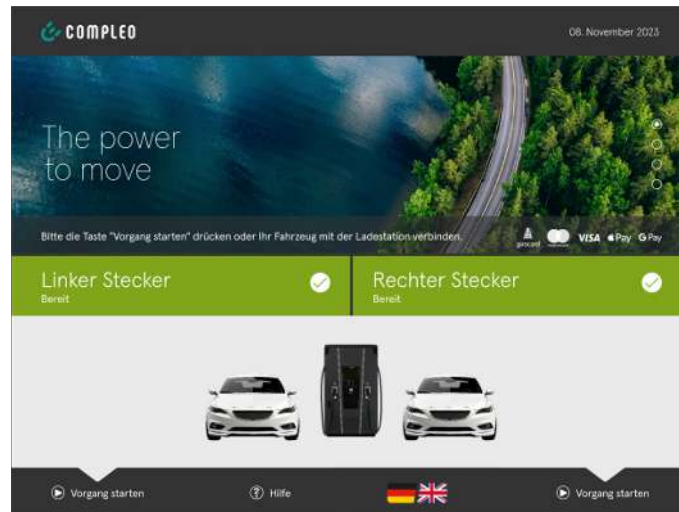 COMPLEO
08. November 2023
The power
to move
Bitte die Taste "Vorgang starten" drücken oder Ihr Fahrzeug mit der Ladestation verbinden.
girocard
VISA Pay G Pay
Linker Stecker
Bereit
Rechter Stecker
Bereit
Vorgang starten
Hilfe
Vorgang starten